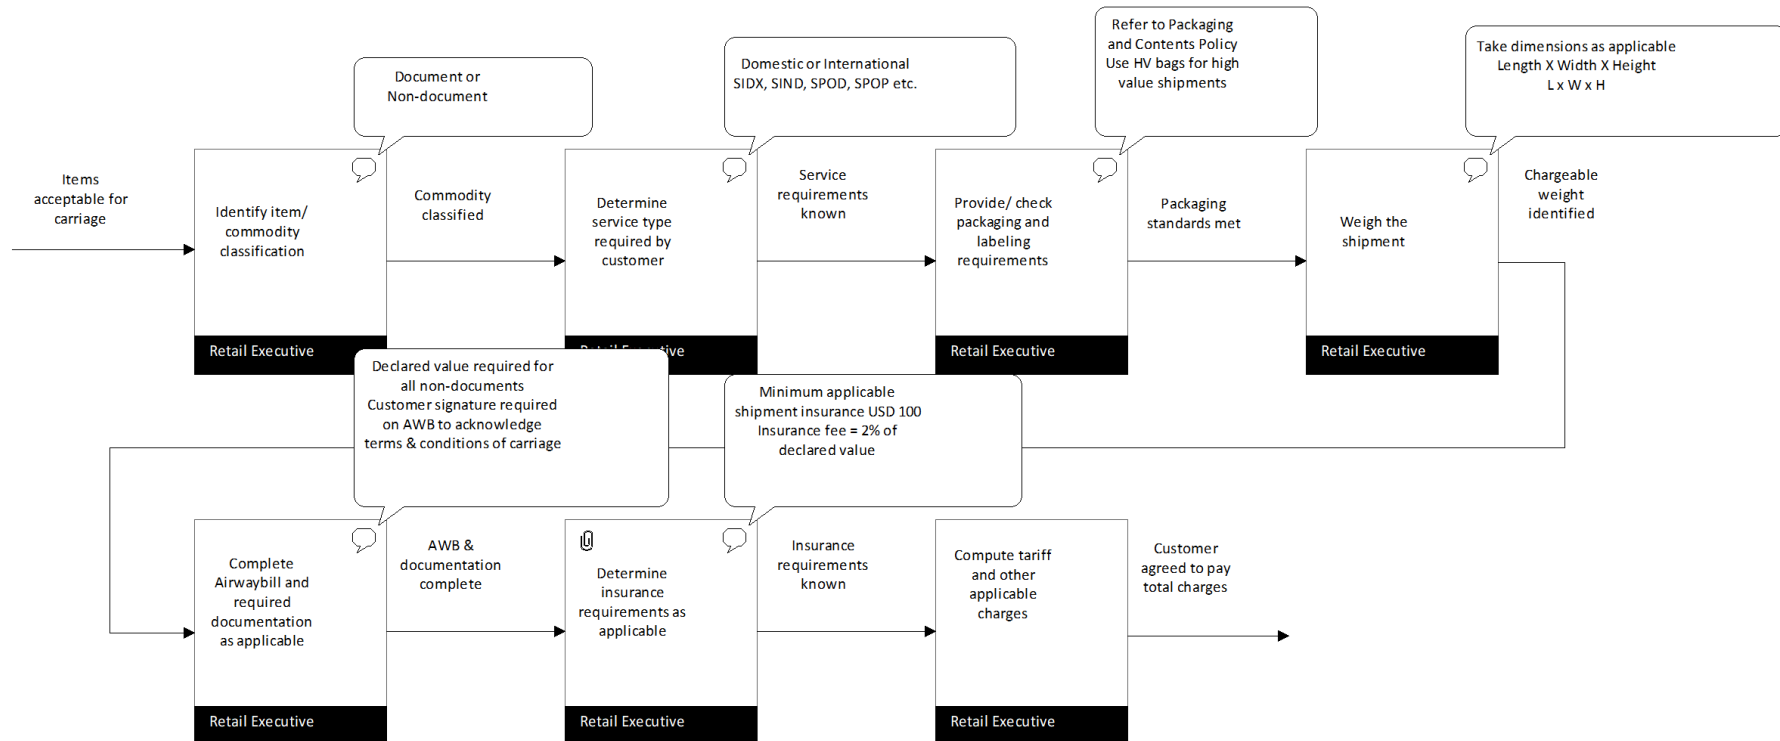 Document or
Non-document
Domestic or International
SIDX, SIND, SPOD, SPOP etc.
Refer to Packaging
and Contents Policy
Use HV bags for high
value shipments
Take dimensions as applicable
Length X Width X Height
L x W x H
Items
acceptable for
carriage
Identify item/
commodity
classification
Retail Executive
Commodity
classified
Determine
service type
required by
customer
Service
requirements
known
Provide/ check
packaging and
labeling
requirements
Retail Executive
Packaging
standards met
Weigh the
shipment
Retail Executive
Chargeable
weight
identified
Declared value required for
all non-documents
Customer signature required
on AWB to acknowledge
terms & conditions of carriage
Minimum applicable
shipment insurance USD 100
Insurance fee = 2% of
declared value
Complete
Airwaybill and
required
documentation
as applicable
Retail Executive
AWB &
documentation
complete
Determine
insurance
requirements as
applicable
Retail Executive
Insurance
requirements
known
Compute tariff
and other
applicable
charges
Retail Executive
Customer
agreed to pay
total charges